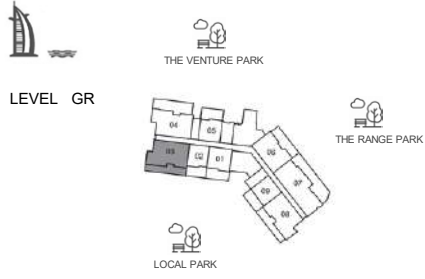 THE VENTURE PARK
LEVEL GR
04
05
THE RANGE PARK
03
02
01
06
07
09
08
LOCAL PARK